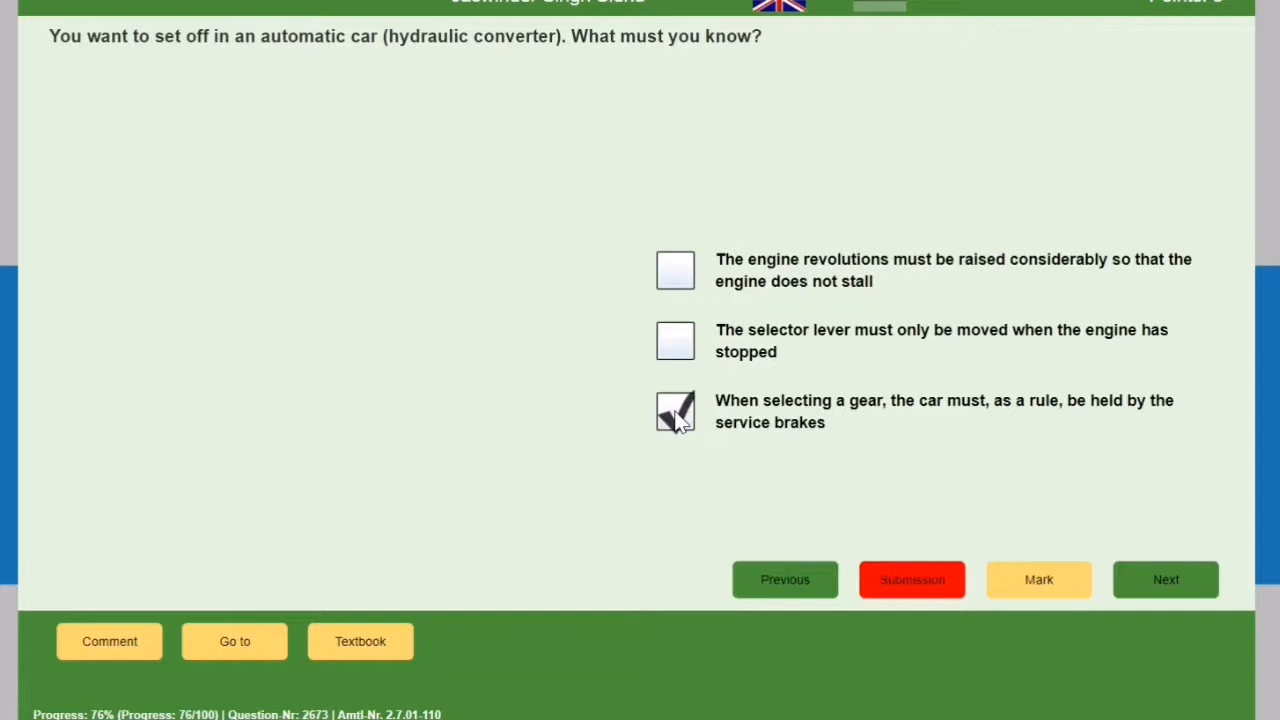 You want to set off in an automatic car (hydraulic converter). What must you know?
The engine revolutions must be raised considerably so that the
engine does not stall
The selector lever must only be moved when the engine has
stopped
When selecting a gear, the car must, as a rule, be held by the
service brakes
Previous
Submission
Mark
Next
Comment
Go to
Textbook
Progress: 76% (Progress: 76/100) | Question-Nr: 2673 | Amtl-Nr. 2.7.01-110